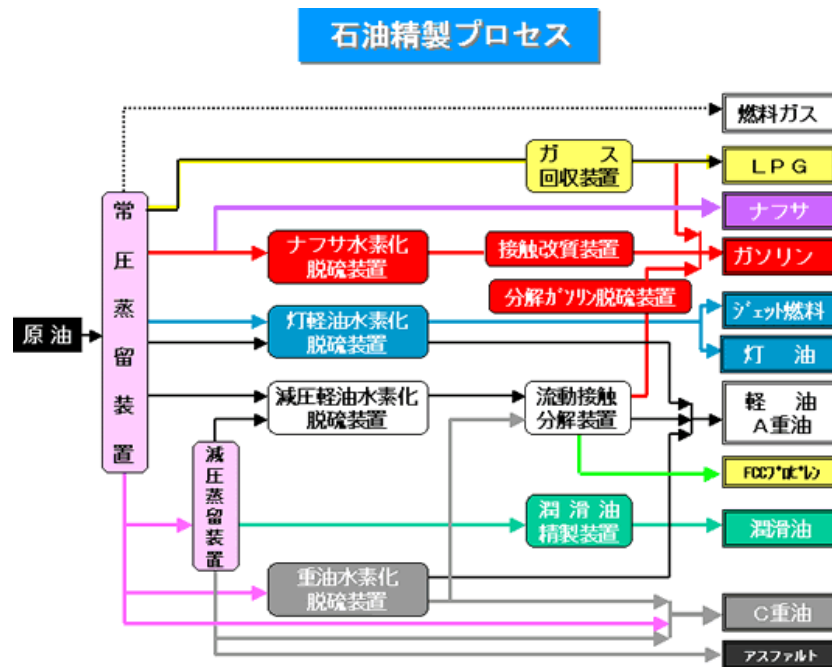 石油精製プロセス
燃料ガス
ガス
回収装置
LPG
常圧蒸留装置
ナフサ
ナフサ水素化
脱硫装置
接触改質装置
ガソリン
分解ガソリン脱硫装置
原油
灯軽油水素化
脱硫装置
ジェット燃料
灯油
減圧軽油水素化
脱硫装置
流動接触
分解装置
軽油
A重油
減圧蒸留装置
FCCプロピレン
潤滑油
精製装置
潤滑油
重油水素化
脱硫装置
C重油
アスファルト